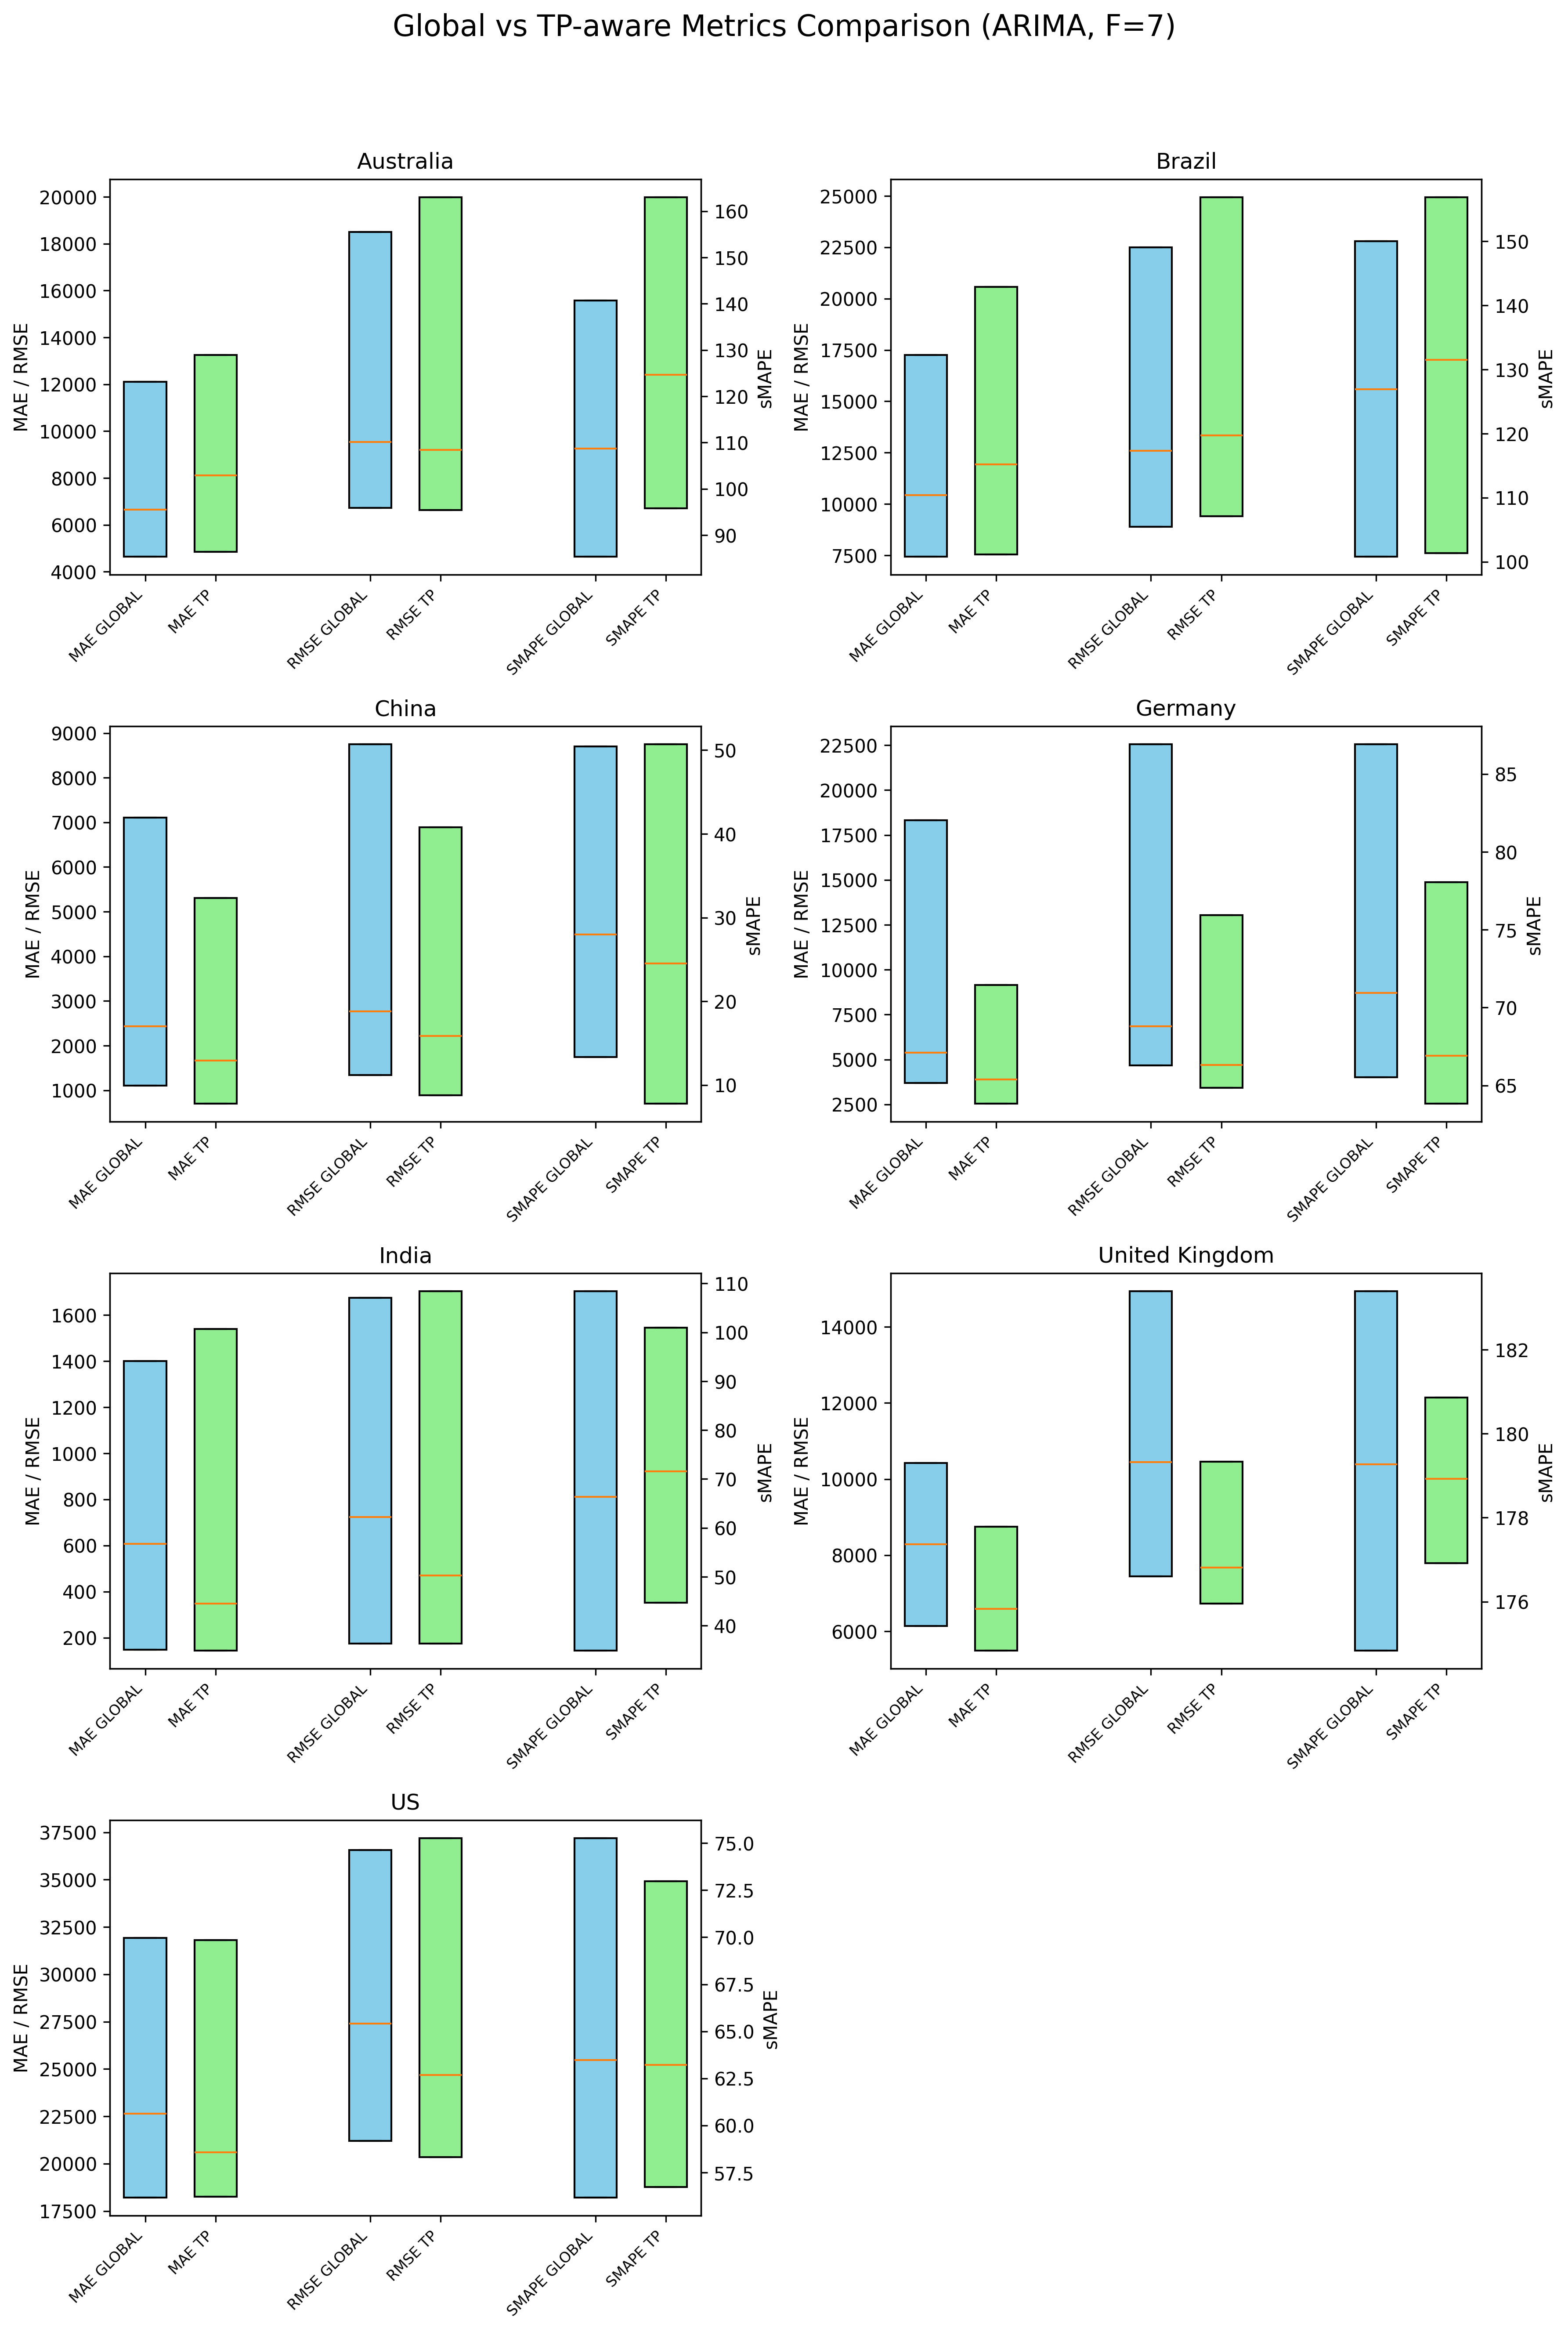 Global vs TP-aware Metrics Comparison (ARIMA, F=7)
Australia
MAE / RMSE
20000
18000
16000
14000
12000
10000
8000
6000
4000
160
150
140
130
120
110
100
90
sMAPE
MAE GLOBAL
MAE TP
RMSE GLOBAL
RMSE TP
SMAPE GLOBAL
SMAPE TP
Brazil
MAE / RMSE
25000
22500
20000
17500
15000
12500
10000
7500
150
140
130
120
110
100
sMAPE
MAE GLOBAL
MAE TP
RMSE GLOBAL
RMSE TP
SMAPE GLOBAL
SMAPE TP
China
MAE / RMSE
9000
8000
7000
6000
5000
4000
3000
2000
1000
50
40
30
20
10
sMAPE
MAE GLOBAL
MAE TP
RMSE GLOBAL
RMSE TP
SMAPE GLOBAL
SMAPE TP
Germany
MAE / RMSE
22500
20000
17500
15000
12500
10000
7500
5000
2500
85
80
75
70
65
sMAPE
MAE GLOBAL
MAE TP
RMSE GLOBAL
RMSE TP
SMAPE GLOBAL
SMAPE TP
India
MAE / RMSE
1600
1400
1200
1000
800
600
400
200
110
100
90
80
70
60
50
40
sMAPE
MAE GLOBAL
MAE TP
RMSE GLOBAL
RMSE TP
SMAPE GLOBAL
SMAPE TP
United Kingdom
MAE / RMSE
14000
12000
10000
8000
6000
182
180
178
176
sMAPE
MAE GLOBAL
MAE TP
RMSE GLOBAL
RMSE TP
SMAPE GLOBAL
SMAPE TP
US
MAE / RMSE
37500
35000
32500
30000
27500
25000
22500
20000
17500
75.0
72.5
70.0
67.5
65.0
62.5
60.0
57.5
sMAPE
MAE GLOBAL
MAE TP
RMSE GLOBAL
RMSE TP
SMAPE GLOBAL
SMAPE TP